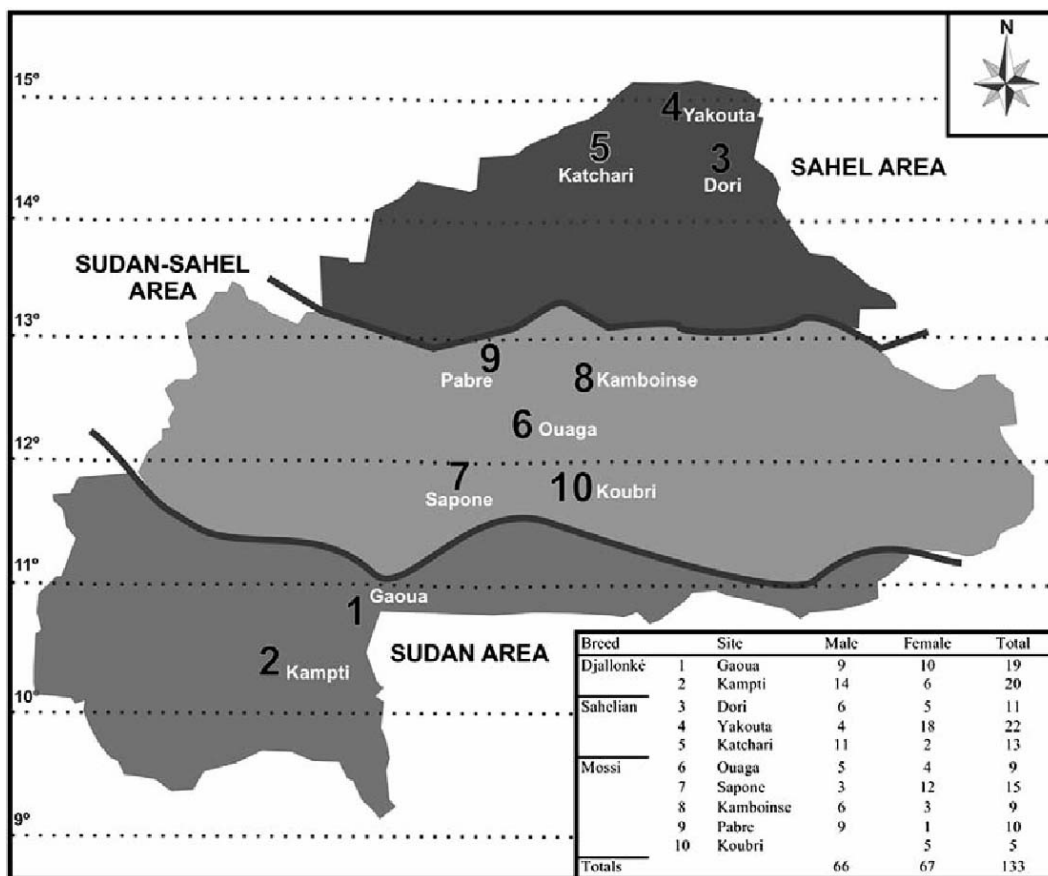 N
15°
4 Yakouta
5
Katchari
3
Dori
SAHEL AREA
14°
SUDAN-SAHEL
AREA
13°
9
Pabre
8 Kamboinse
6 Ouaga
12°
7
Sapone
10 Koubri
11°
1 Gaoua
2 Kampti
SUDAN AREA
10°
9°
Breed Site Male Female Total
Djallonké 1 Gaoua 9 10 19
2 Kampti 14 6 20
Sahelian 3 Dori 6 5 11
4 Yakouta 4 18 22
5 Katchari 11 2 13
Mossi 6 Ouaga 5 4 9
7 Sapone 3 12 15
8 Kamboinse 6 3 9
9 Pabre 9 1 10
10 Koubri 5 5
Totals 66 67 133